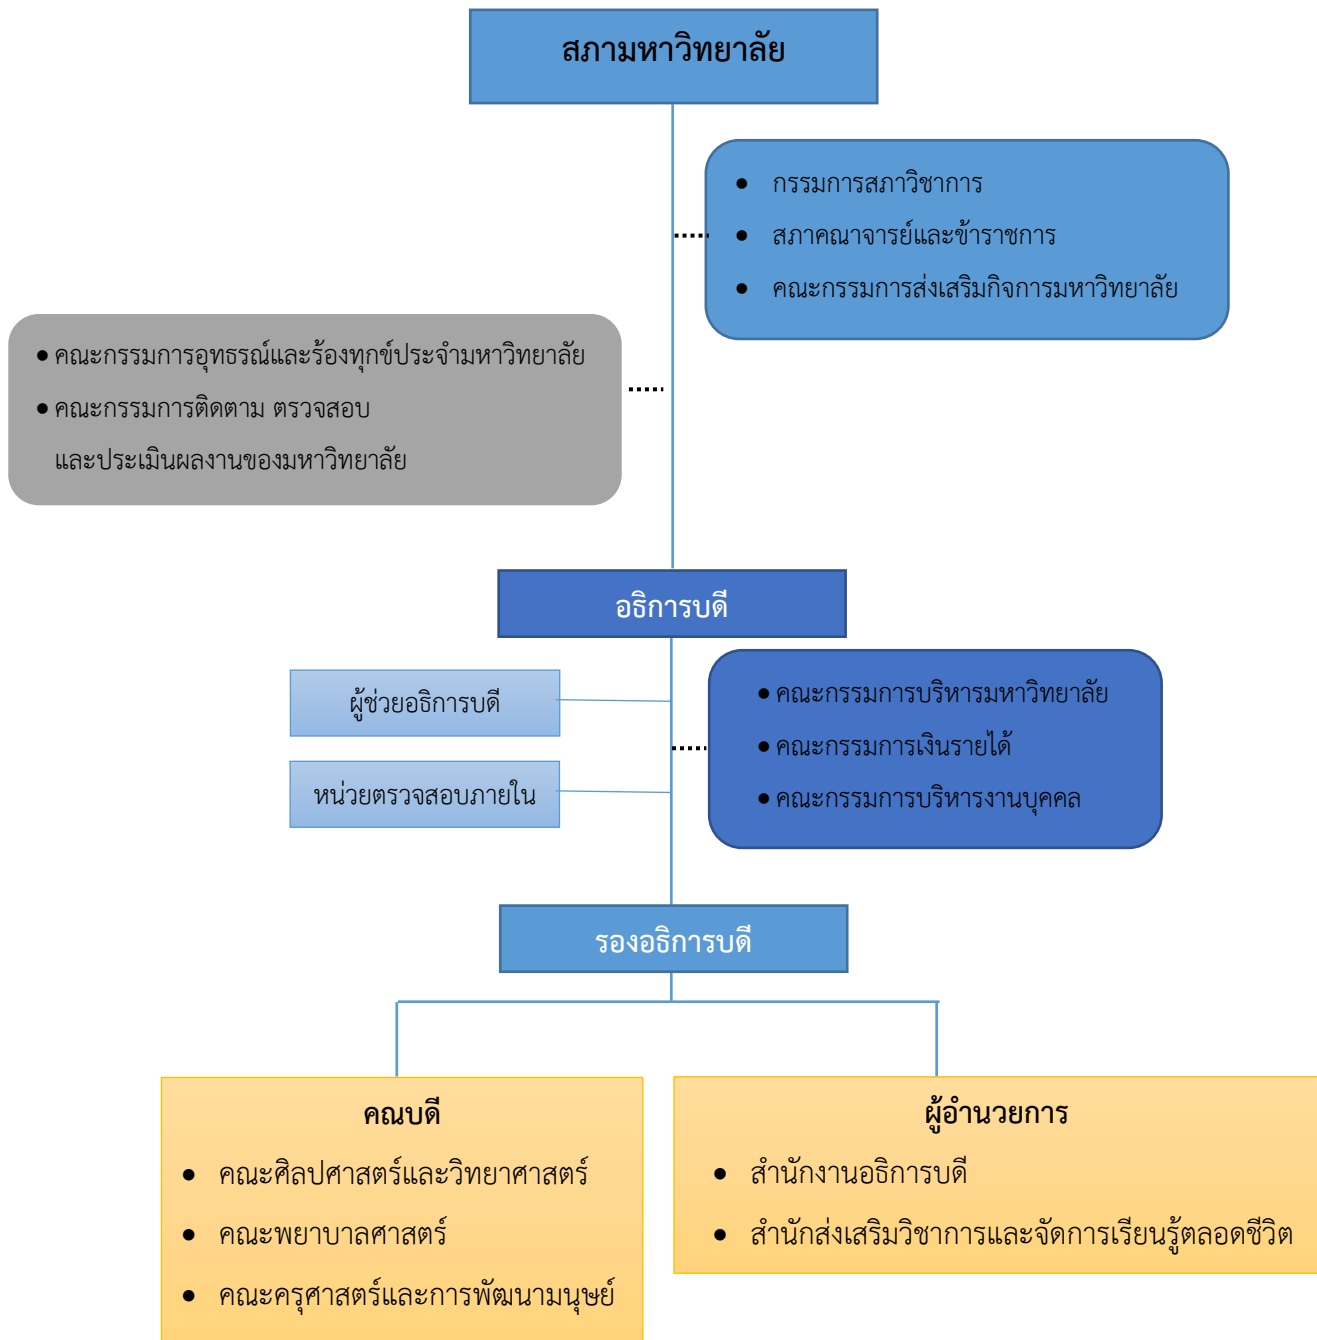 สภามหาวิทยาลัย
• กรรมการสภาวิชาการ
• สภาคณาจารย์และข้าราชการ
• คณะกรรมการส่งเสริมกิจการมหาวิทยาลัย
• คณะกรรมการอุทธรณ์และร้องทุกข์ประจำมหาวิทยาลัย
• คณะกรรมการติดตาม ตรวจสอบ
และประเมินผลงานของมหาวิทยาลัย
อธิการบดี
ผู้ช่วยอธิการบดี
หน่วยตรวจสอบภายใน
• คณะกรรมการบริหารมหาวิทยาลัย
• คณะกรรมการเงินรายได้
• คณะกรรมการบริหารงานบุคคล
รองอธิการบดี
คณบดี
• คณะศิลปศาสตร์และวิทยาศาสตร์
• คณะพยาบาลศาสตร์
• คณะครุศาสตร์และการพัฒนามนุษย์
ผู้อำนวยการ
• สำนักงานอธิการบดี
• สำนักส่งเสริมวิชาการและจัดการเรียนรู้ตลอดชีวิต